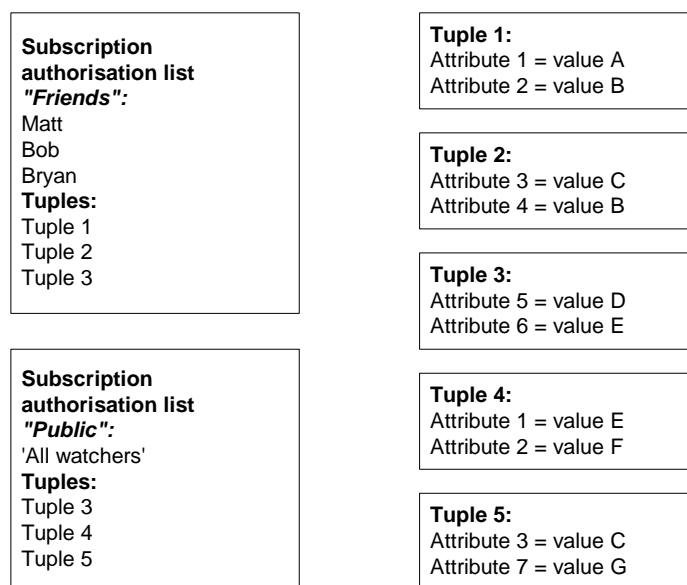 Subscription
authorisation list
"Friends":
Matt
Bob
Bryan
Tuples:
Tuple 1
Tuple 2
Tuple 3
Subscription
authorisation list
"Public":
'All watchers'
Tuples:
Tuple 3
Tuple 4
Tuple 5
Tuple 1:
Attribute 1 = value A
Attribute 2 = value B
Tuple 2:
Attribute 3 = value C
Attribute 4 = value B
Tuple 3:
Attribute 5 = value D
Attribute 6 = value E
Tuple 4:
Attribute 1 = value E
Attribute 2 = value F
Tuple 5:
Attribute 3 = value C
Attribute 7 = value G